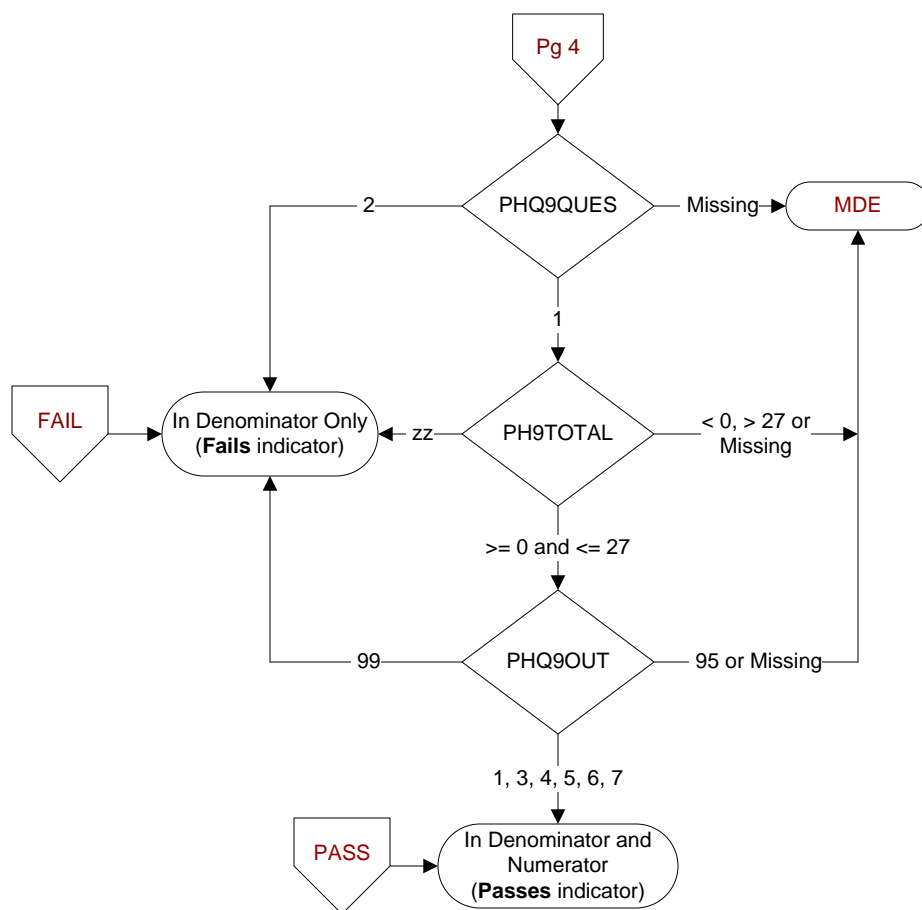 Pg 4
PHQ9QUES
2
Missing
MDE
1
FAIL
In Denominator Only
(Fails indicator)
zz
PH9TOTAL
< 0, > 27 or
Missing
>= 0 and <= 27
99
PHQ9OUT
95 or Missing
1, 3, 4, 5, 6, 7
PASS
In Denominator and
Numerator
(Passes indicator)